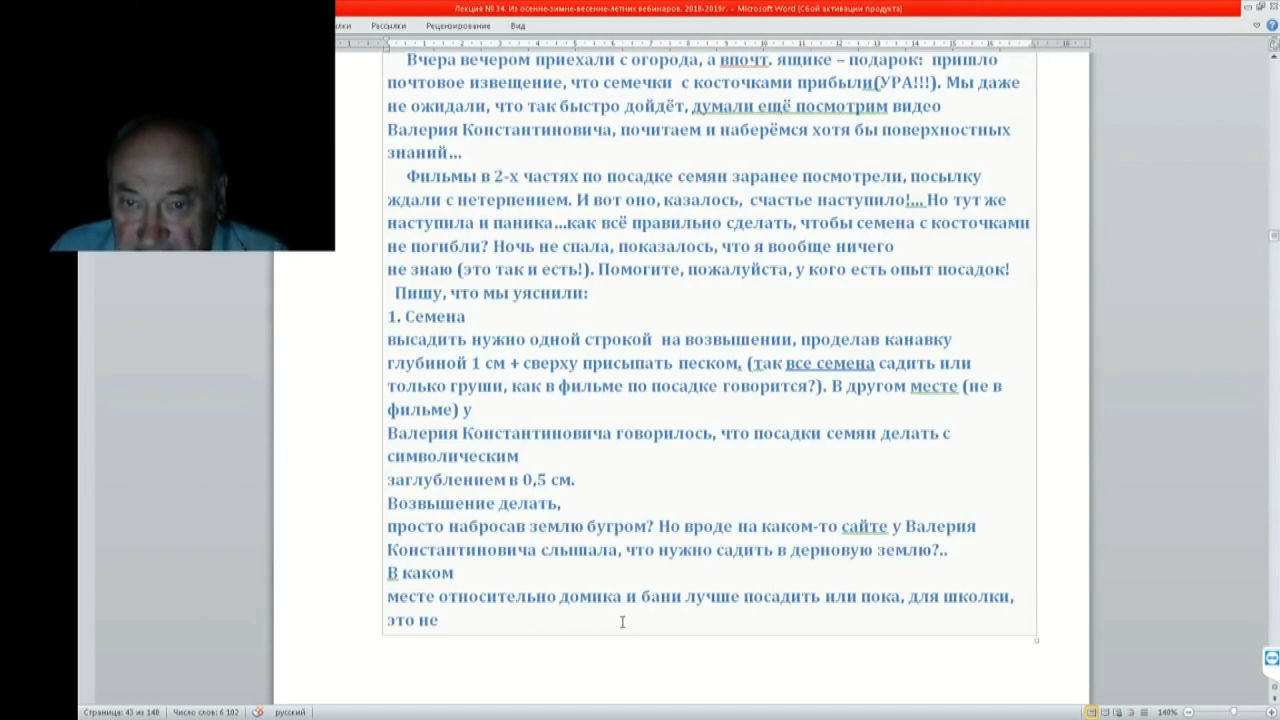 Лекция № 34. Из осенне-зимне-весенне-летних вебинаров. 2018-2019г. - Microsoft Word (Сбой активации продукта)
Рассылки Рецензирование Вид
Вчера вечером приехали с огорода, а впочт. ящике – подарок: пришло
почтовое извещение, что семечки с косточками прибыли(УРА!!!). Мы даже
не ожидали, что так быстро дойдёт, думали ещё посмотрим видео
Валерия Константиновича, почитаем и наберёмся хотя бы поверхностных
знаний...
Фильмы в 2-х частях по посадке семян заранее посмотрели, посылку
ждали с нетерпением. И вот оно, казалось, счастье наступило!... Но тут же
наступила и паника...как всё правильно сделать, чтобы семена с косточками
не погибли? Ночь не спала, показалось, что я вообще ничего
не знаю (это так и есть!). Помогите, пожалуйста, у кого есть опыт посадок!
Пишу, что мы уяснили:
1. Семена
высадить нужно одной строкой на возвышении, проделав канавку
глубиной 1 см + сверху присыпать песком, (так все семена садить или
только груши, как в фильме по посадке говорится?). В другом месте (не в
фильме) у
Валерия Константиновича говорилось, что посадки семян делать с
символическим
заглублением в 0,5 см.
Возвышение делать,
просто набросав землю бугром? Но вроде на каком-то сайте у Валерия
Константиновича слышала, что нужно садить в дерновую землю?..
В каком
месте относительно домика и бани лучше посадить или пока, для школки,
это не
Страница: 43 из 148 Число слов: 6 102 русский 140%